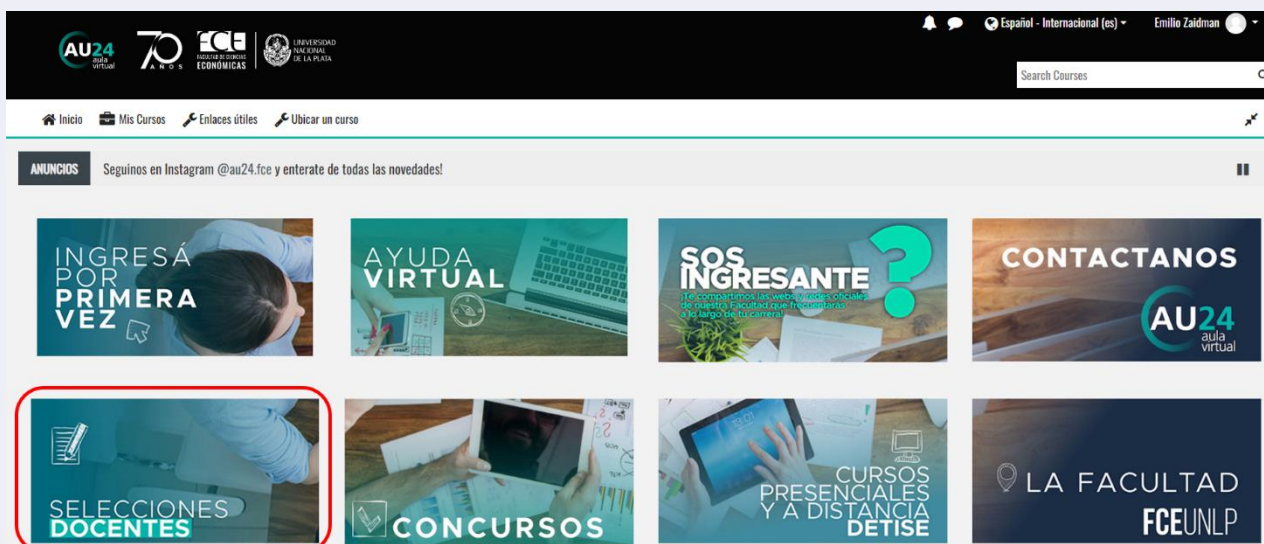 AU24
aula
virtual
70
AÑOS
FCE
FACULTAD DE CIENCIAS
ECONÓMICAS
UNIVERSIDAD
NACIONAL
DE LA PLATA
Español - Internacional (es)
Emilio Zaidman
Search Courses
Inicio
Mis Cursos
Enlaces útiles
Ubicar un curso
ANUNCIOS
Seguinos en Instagram @au24.fce y enterate de todas las novedades!
INGRESÁ
POR
PRIMERA
VEZ
AYUDA
VIRTUAL
SOS
INGRESANTE
?
¡Te compartimos las webs y redes oficiales
de nuestra Facultad que frecuentarás
a lo largo de tu carrera!
CONTACTANOS
AU24
aula
virtual
SELECCIONES
DOCENTES
CONCURSOS
CURSOS
PRESENCIALES
Y A DISTANCIA
DETISE
LA FACULTAD
FCEUNLP